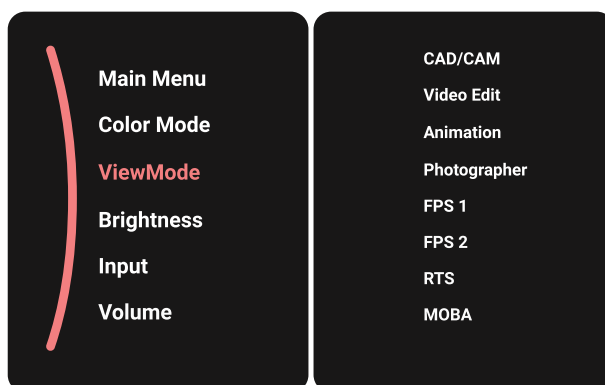 Main Menu
Color Mode
ViewMode
Brightness
Input
Volume
CAD/CAM
Video Edit
Animation
Photographer
FPS 1
FPS 2
RTS
MOBA